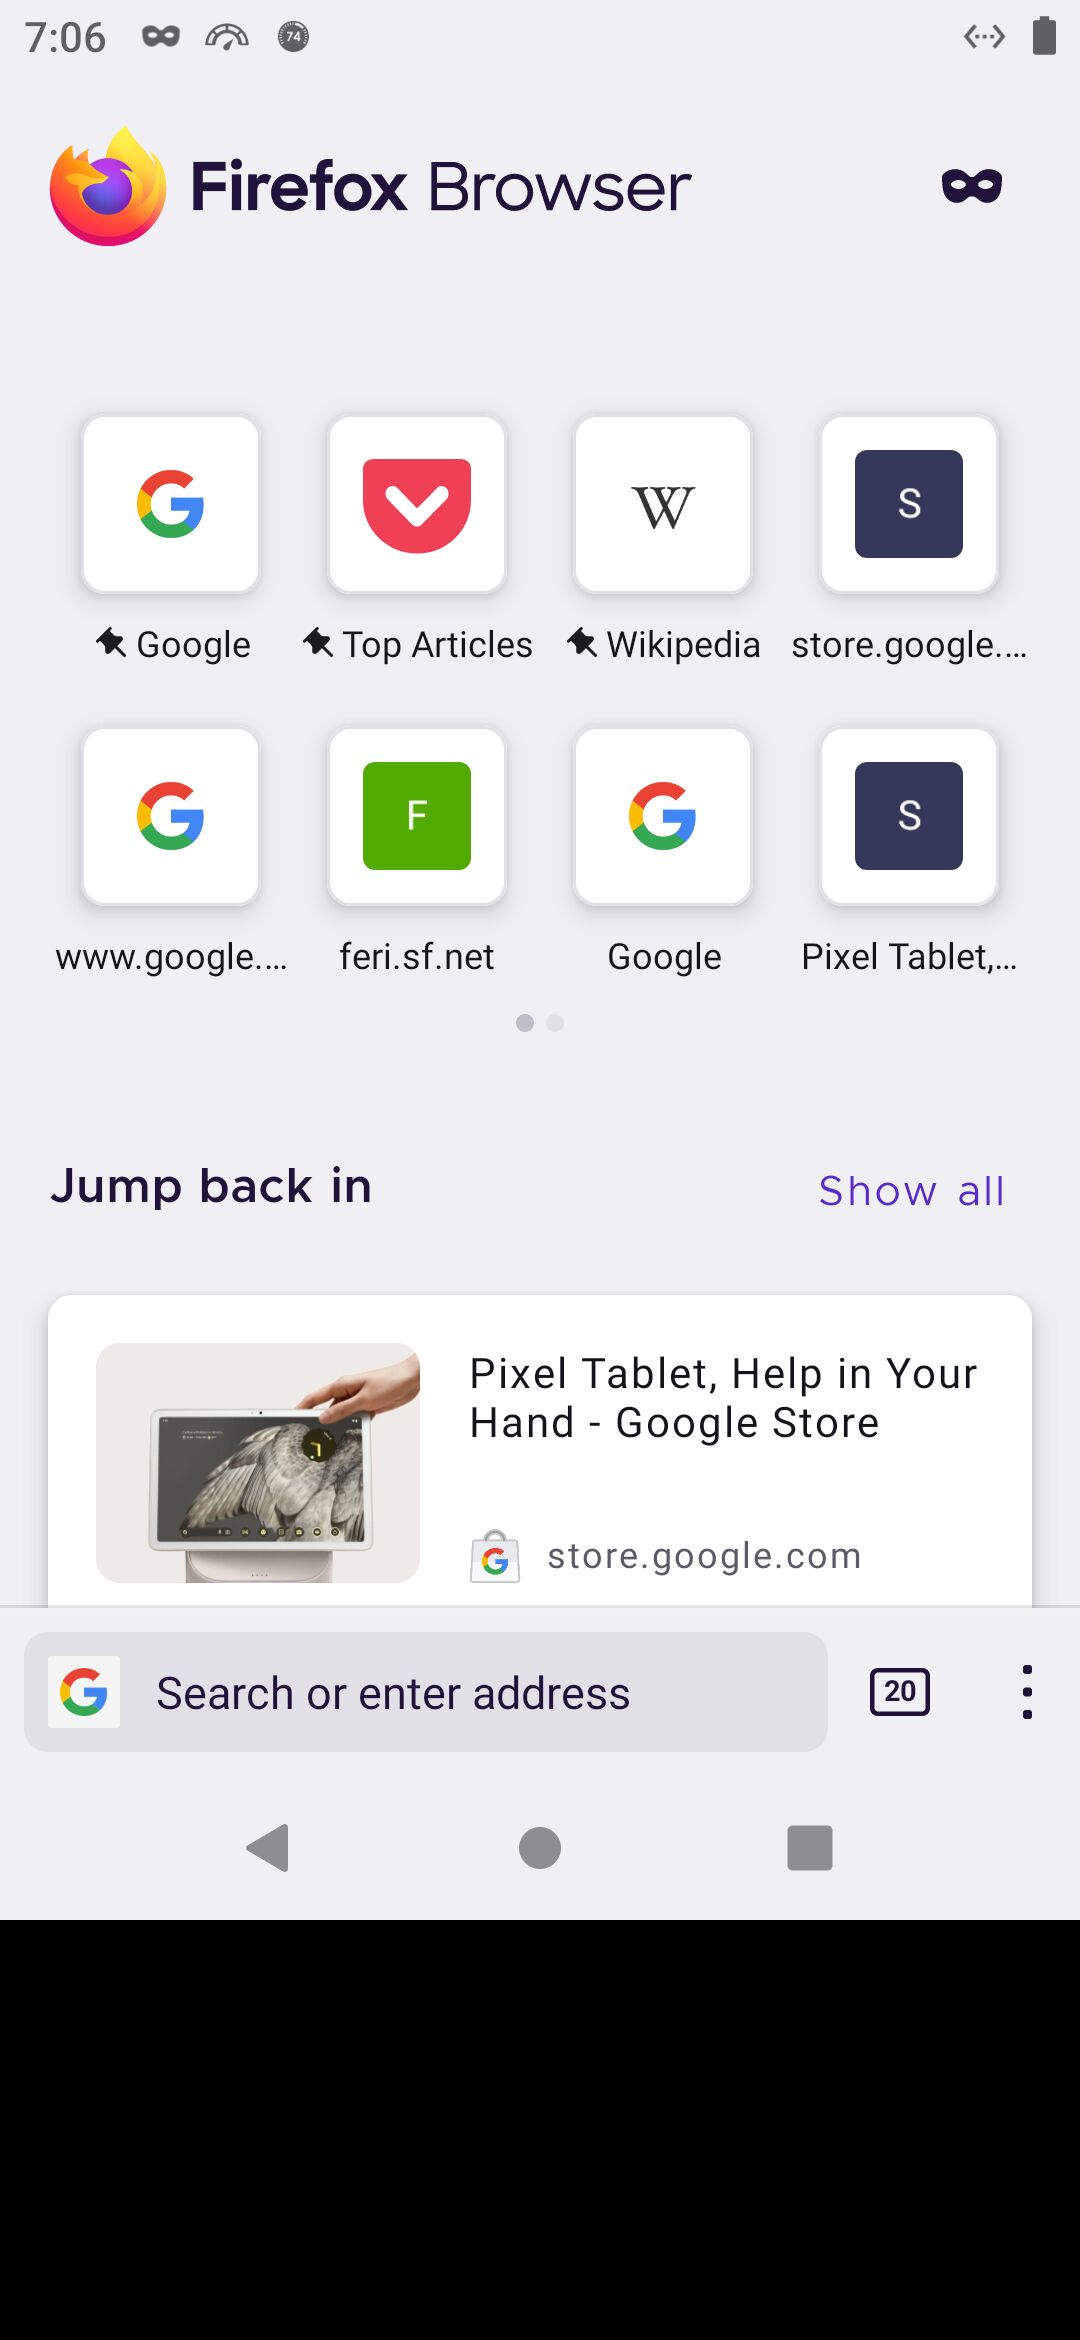 7:06
74
Firefox Browser
W
S
Google
Top Articles
Wikipedia
store.google.…
F
S
www.google.…
feri.sf.net
Google
Pixel Tablet,…
Jump back in
Show all
Pixel Tablet, Help in Your
Hand - Google Store
store.google.com
Search or enter address
20